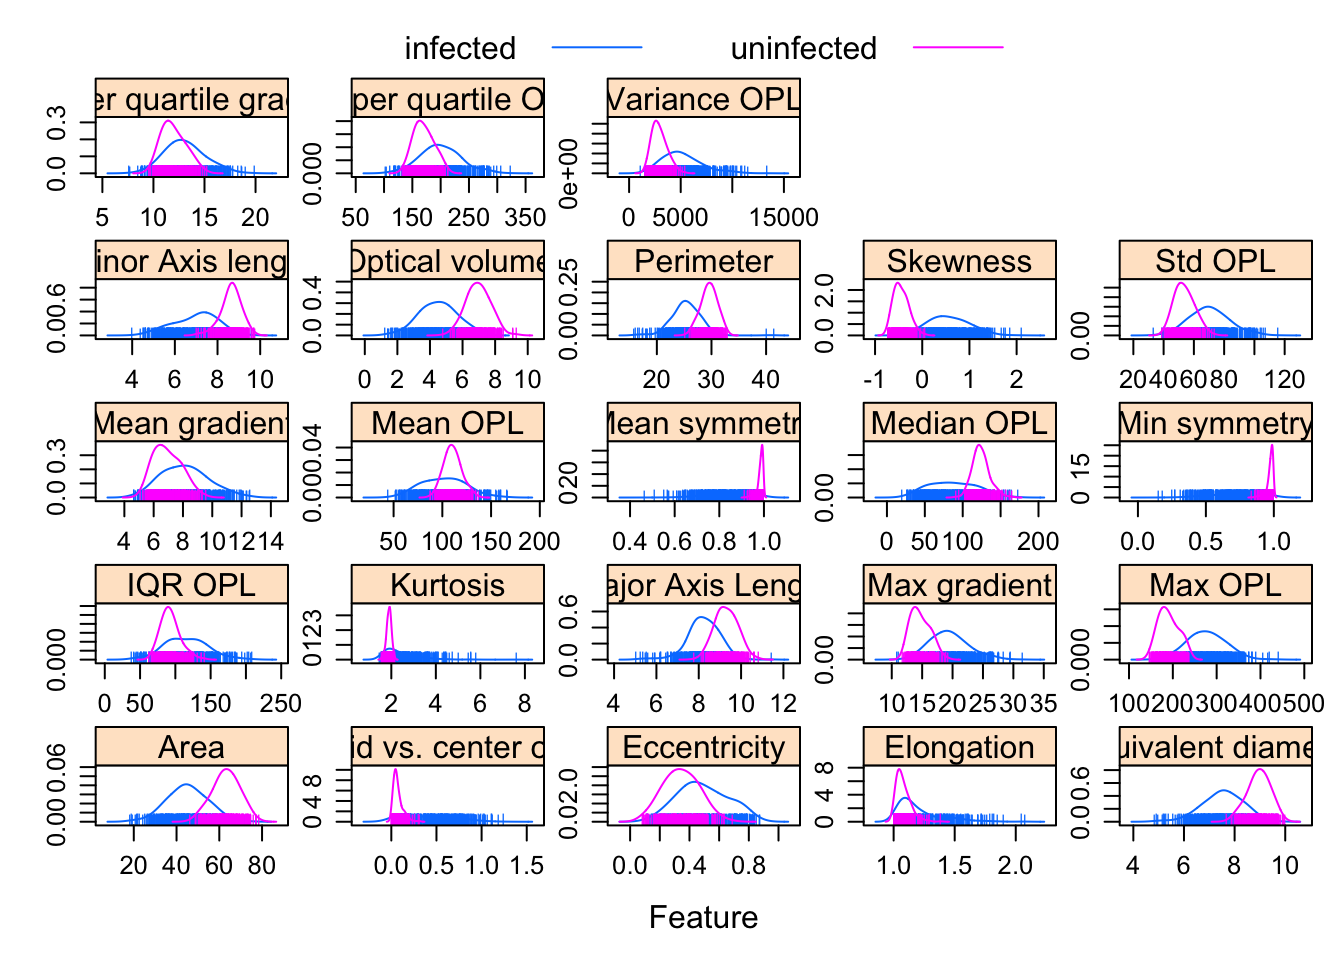 infected uninfected
er quartile grad
per quartile O
Variance OPL
0.0 0.3
0.000
0e+00
5 10 15 20
50 150 250 350
0 5000 15000
inor Axis leng
Optical volume
Perimeter
Skewness
Std OPL
0.0 0.6
0.0 0.4
0.00 0.25
0.0 2.0
0.00
4 6 8 10
0 2 4 6 8 10
20 30 40
-1 0 1 2
20 40 60 80 120
Mean gradient
Mean OPL
Mean symmetr
Median OPL
Min symmetry
0.0 0.3
0.00 0.04
0 20
0.00
0 15
4 6 8 10 12 14
50 100 150 200
0.4 0.6 0.8 1.0
0 50 100 200
0.0 0.5 1.0
IQR OPL
Kurtosis
ajor Axis Leng
Max gradient
Max OPL
0.000
0 1 2 3
0.0 0.6
0.00
0.000
0 50 150 250
2 4 6 8
4 6 8 10 12
10 15 20 25 30 35
100 200 300 400 500
Area
id vs. center o
Eccentricity
Elongation
uivalent diame
0.00 0.06
4 8
0.0 2.0
0 4 8
0.0 0.6
20 40 60 80
0.0 0.5 1.0 1.5
0.0 0.4 0.8
1.0 1.5 2.0
4 6 8 10
Feature